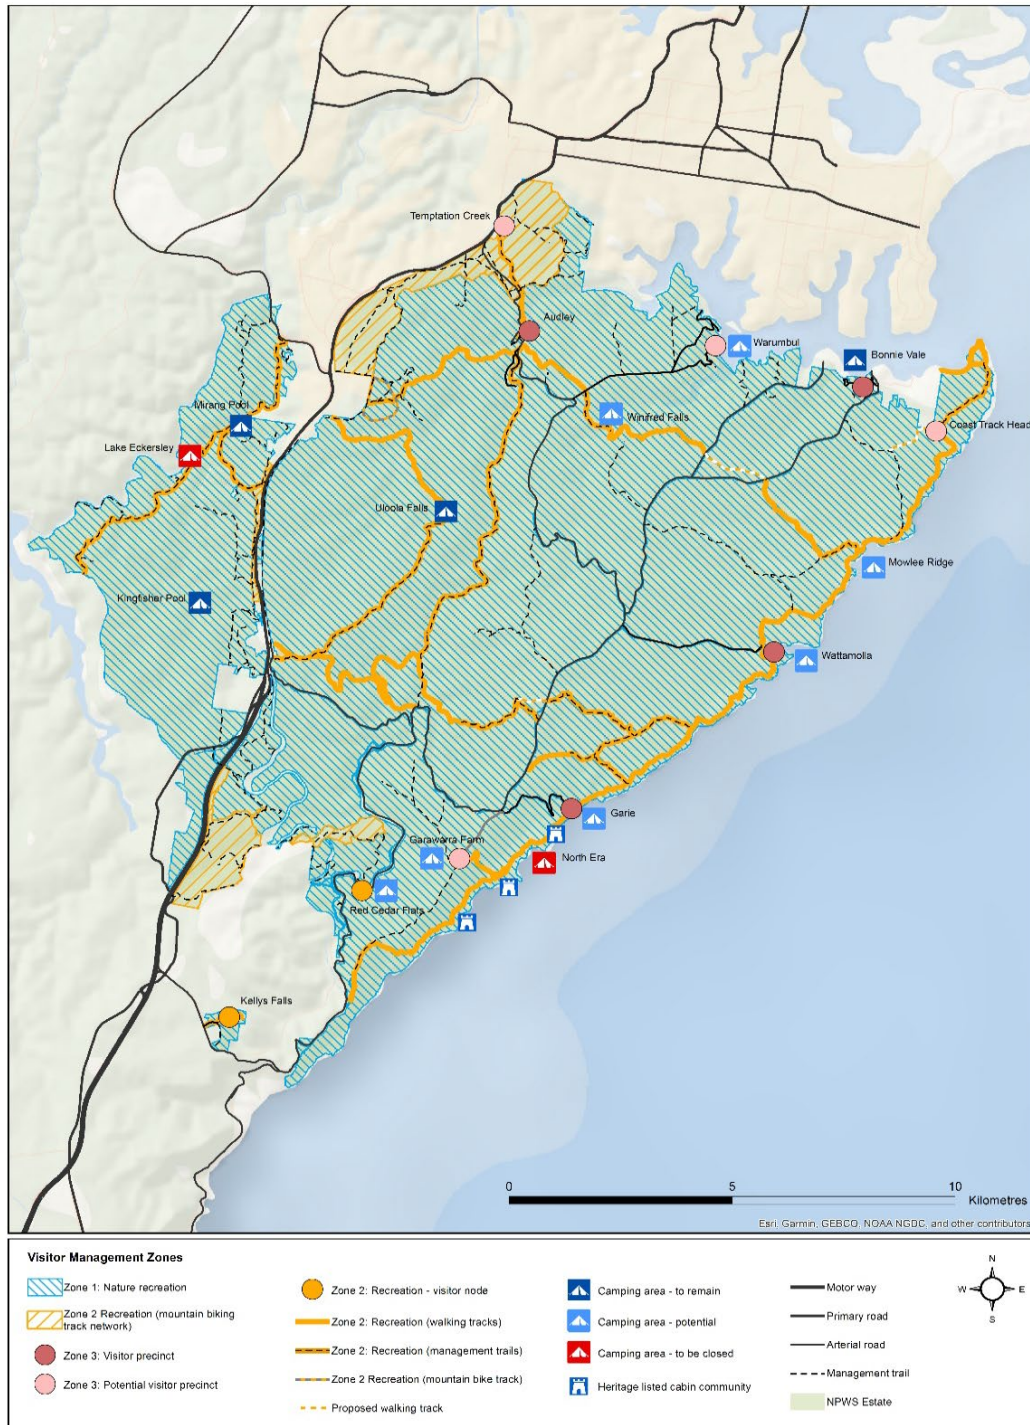 Temptation Creek
Audley
Warumbul
Bonnie Vale
Mirang Pool
Winifred Falls
Coast Track Head
Lake Eckersley
Uloola Falls
Mowlee Ridge
Kingfisher Pool
Wattamolla
Garie
Garawarra Farm
North Era
Red Cedar Flats
Kellys Falls
0 5 10
Kilometres
Esri, Garmin, GEBCO, NOAA NGDC, and other contributors
Visitor Management Zones
Zone 1: Nature recreation
Zone 2 Recreation (mountain biking
track network)
Zone 3: Visitor precinct
Zone 3: Potential visitor precinct
Zone 2: Recreation - visitor node
Zone 2: Recreation (walking tracks)
Zone 2: Recreation (management trails)
Zone 2 Recreation (mountain bike track)
Proposed walking track
Camping area - to remain
Camping area - potential
Camping area - to be closed
Heritage listed cabin community
Motor way
Primary road
Arterial road
Management trail
NPWS Estate
N
W E
S